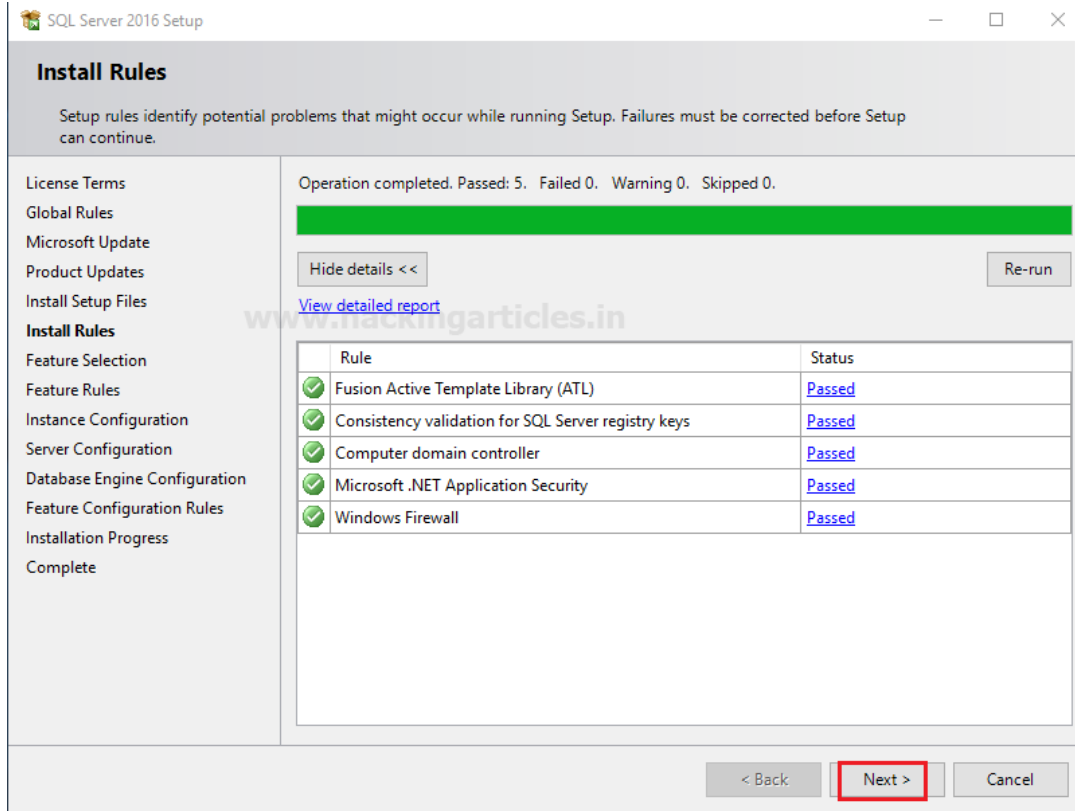 SQL Server 2016 Setup
Install Rules
Setup rules identify potential problems that might occur while running Setup. Failures must be corrected before Setup
can continue.
License Terms
Global Rules
Microsoft Update
Product Updates
Install Setup Files
Install Rules
Feature Selection
Feature Rules
Instance Configuration
Server Configuration
Database Engine Configuration
Feature Configuration Rules
Installation Progress
Complete
Operation completed. Passed: 5.   Failed 0.   Warning 0.   Skipped 0.
Hide details <<
Re-run
View detailed report
www.hackingarticles.in
Rule Status
Fusion Active Template Library (ATL) Passed
Consistency validation for SQL Server registry keys Passed
Computer domain controller Passed
Microsoft .NET Application Security Passed
Windows Firewall Passed
< Back Next > Cancel